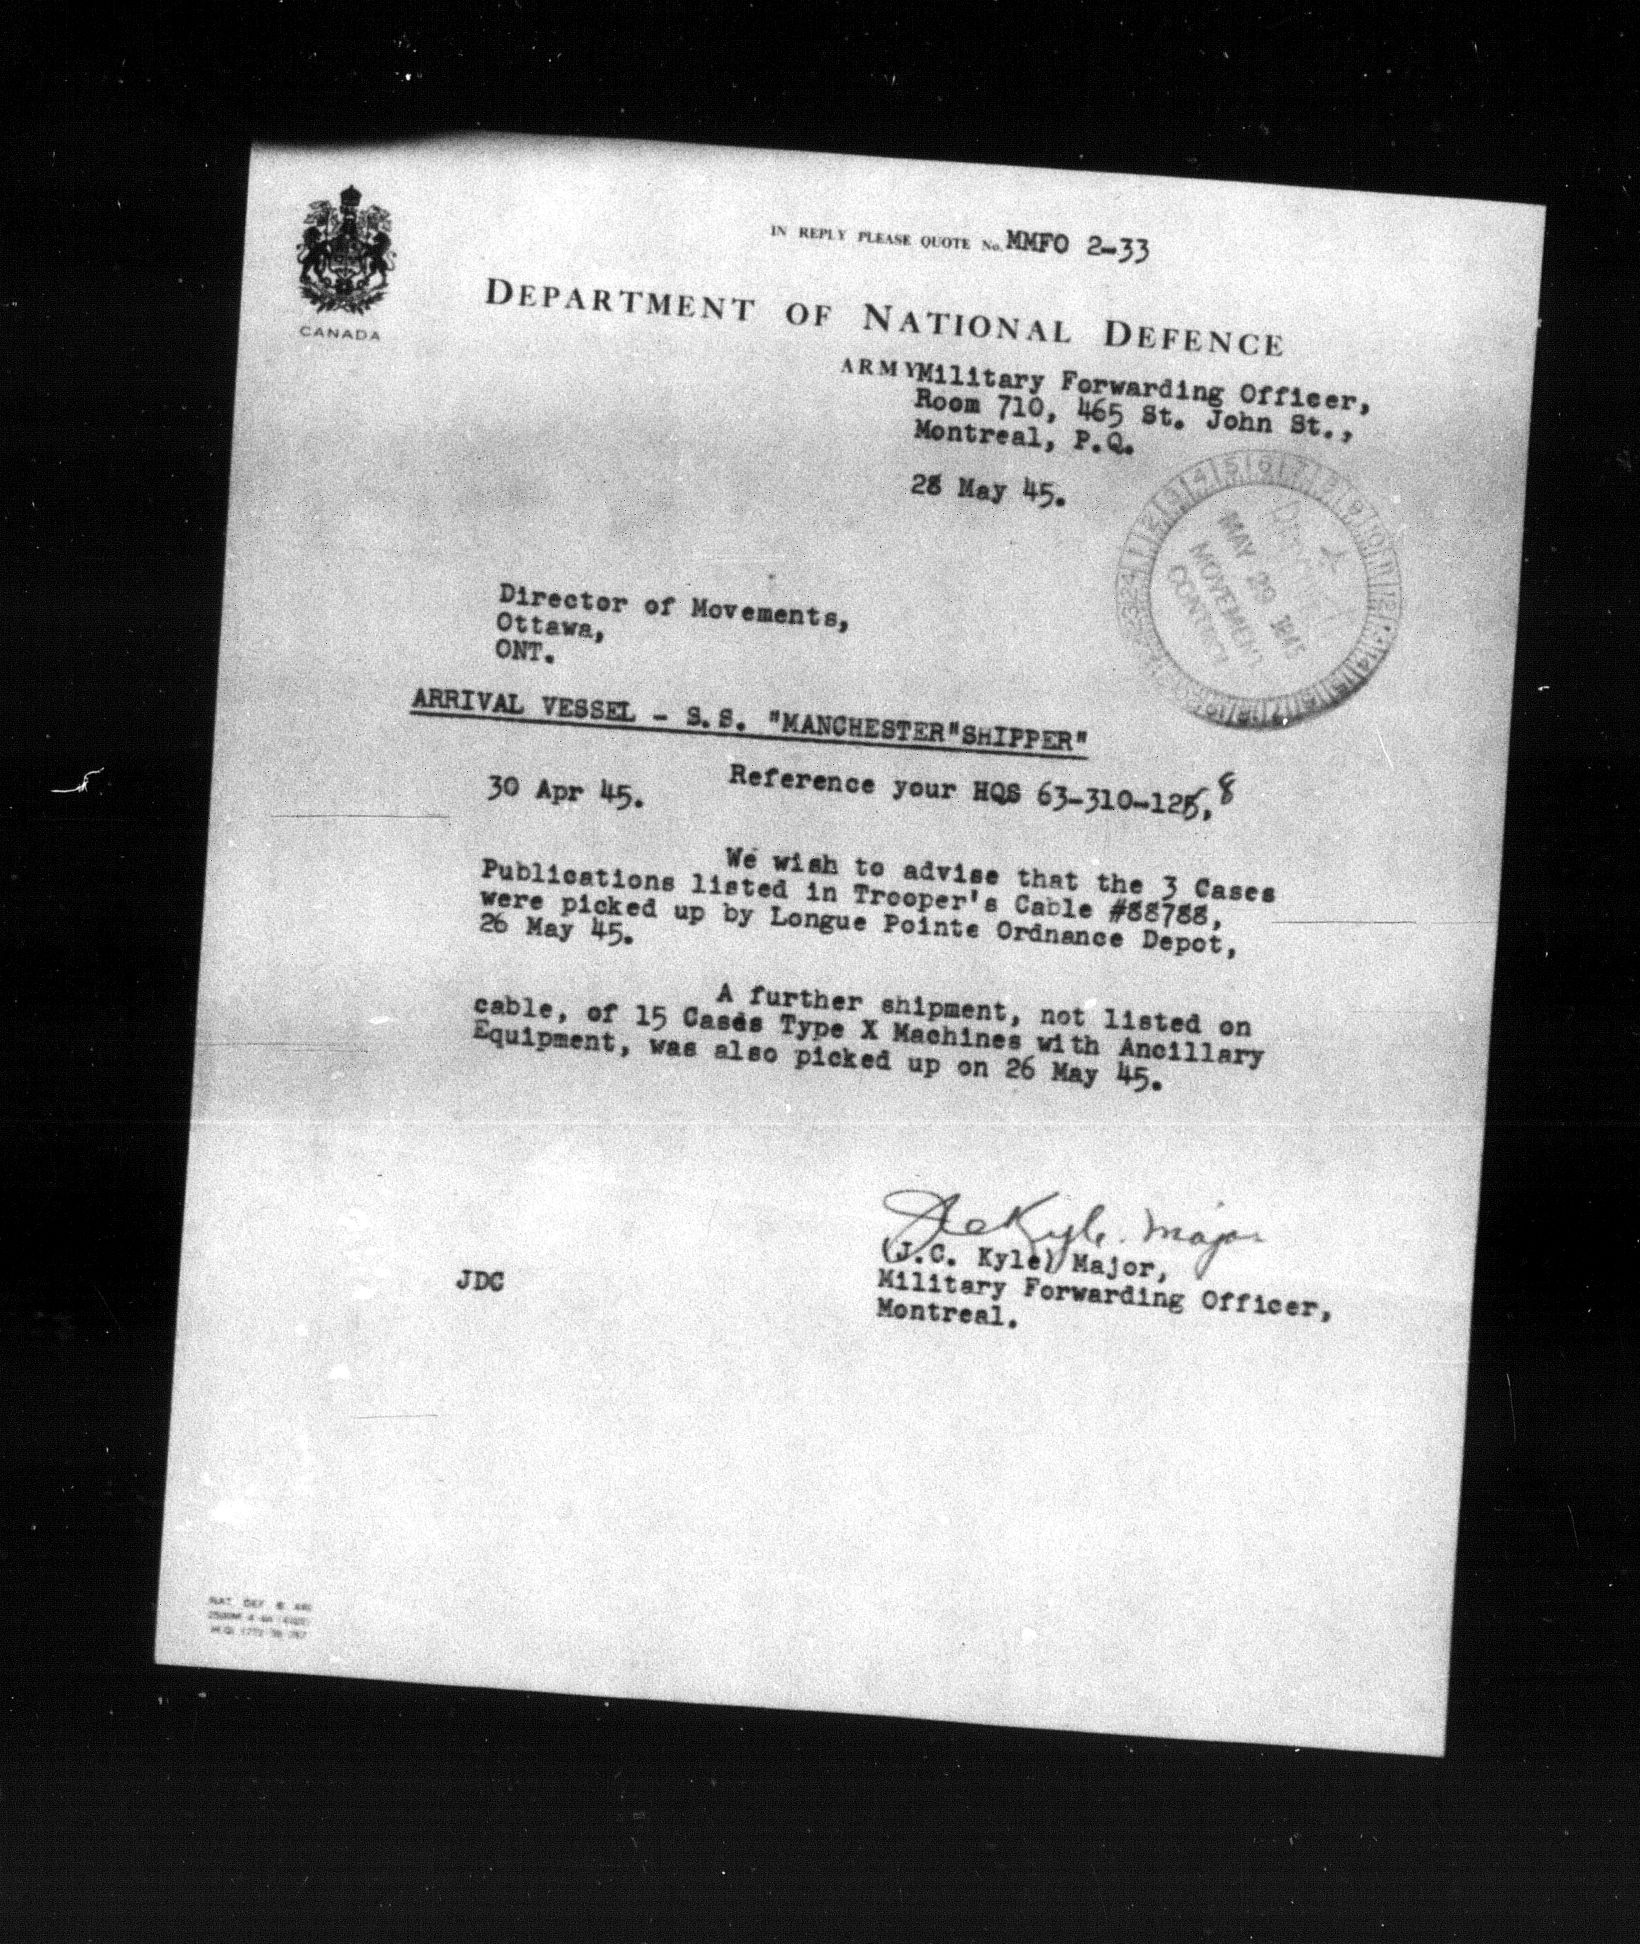 IN REPLY PLEASE QUOTE No. MMFO 2-33
CANADA
DEPARTMENT OF NATIONAL DEFENCE
ARMY Military Forwarding Officer,
Room 710, 465 St. John St.,
Montreal, P.Q.
28 May 45.
MAY 29 1945
MOVEMENT
CONTROL
Director of Movements,
Ottawa,
ONT.
ARRIVAL VESSEL - S.S. "MANCHESTER"SHIPPER"
Reference your HQS 63-310-125, 8
30 Apr 45.
We wish to advise that the 3 Cases
Publications listed in Trooper's Cable #88788,
were picked up by Longue Pointe Ordnance Depot,
26 May 45.
A further shipment, not listed on
cable, of 15 Cases Type X Machines with Ancillary
Equipment, was also picked up on 26 May 45.
JCKyle. Major
(J.C. Kyle) Major,
Military Forwarding Officer,
Montreal.
JDC
NAT. DEF. B